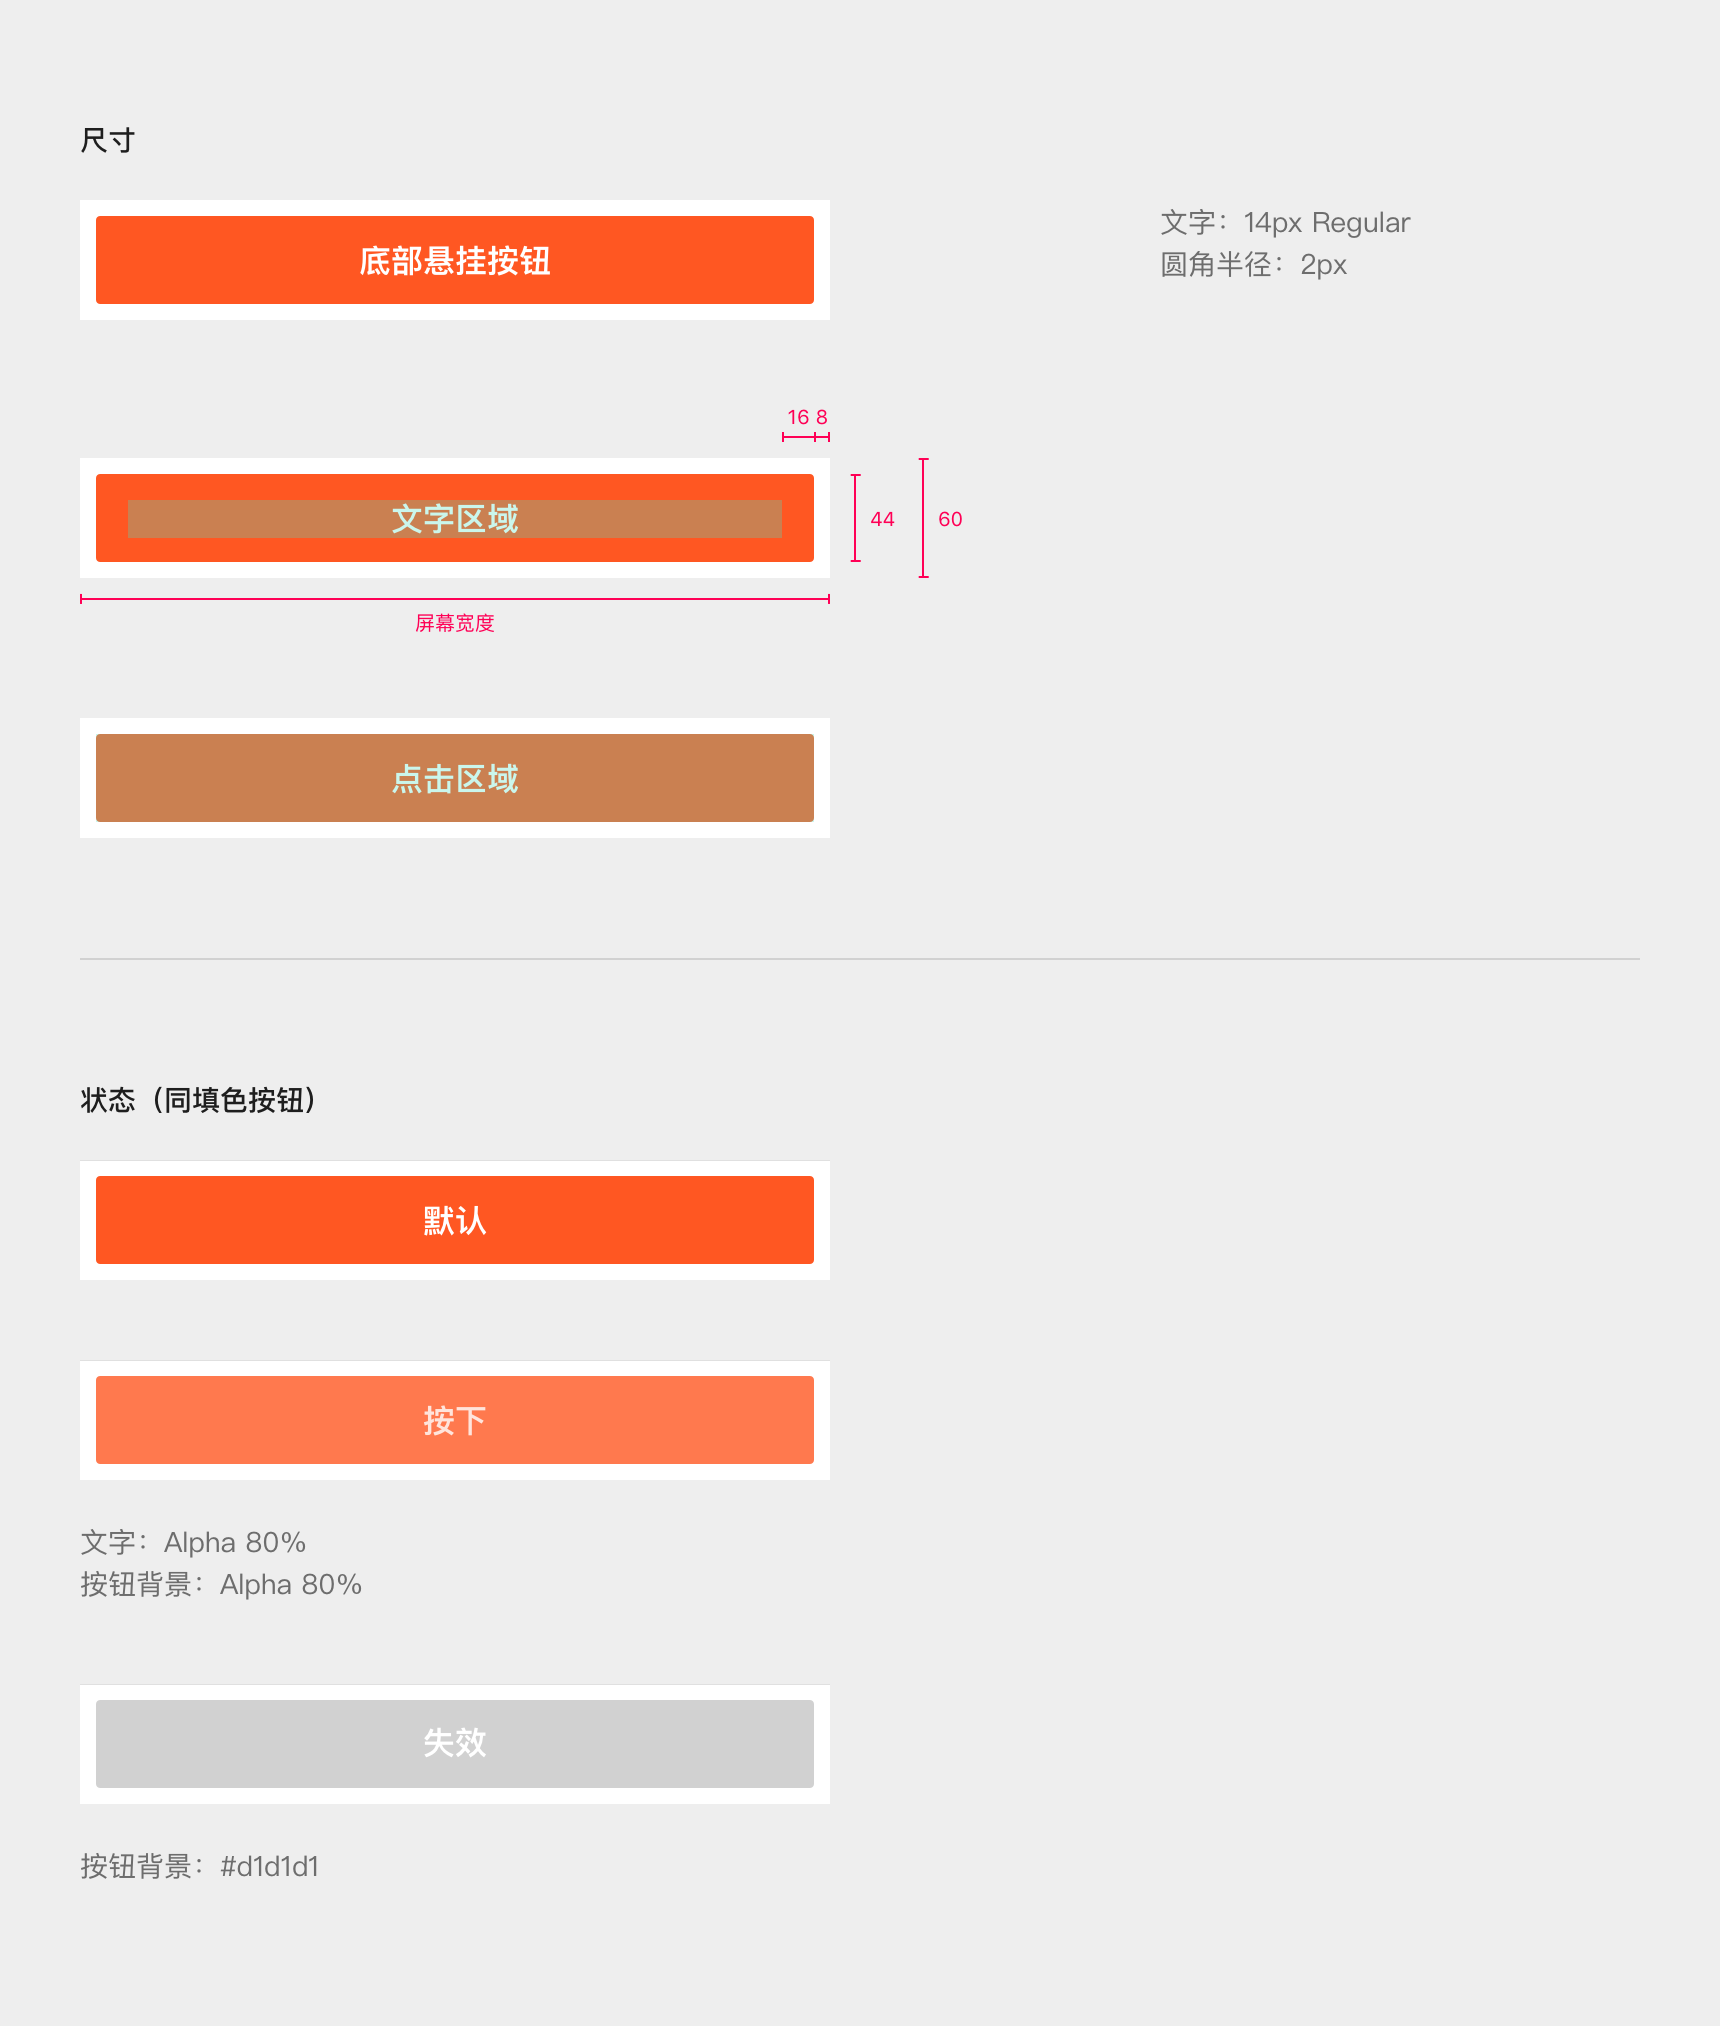 尺寸
底部悬挂按钮
文字：14px Regular
圆角半径：2px
16 8
文字区域
44
60
屏幕宽度
点击区域
状态（同填色按钮）
默认
按下
文字：Alpha 80%
按钮背景：Alpha 80%
失效
按钮背景：#d1d1d1